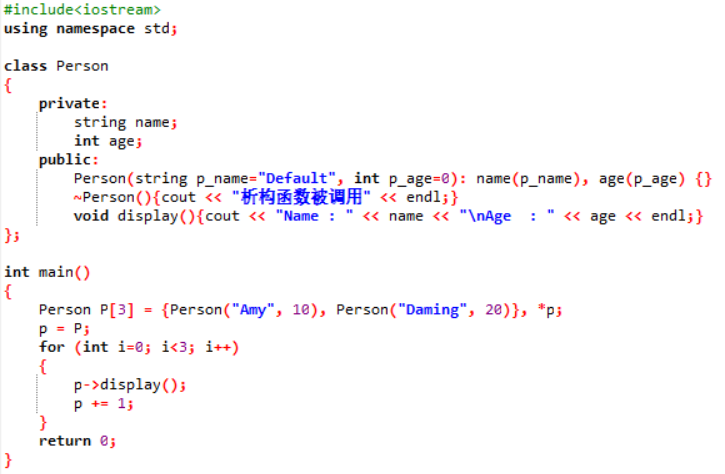 #include<iostream>
using namespace std;
class Person
{
    private:
        string name;
        int age;
    public:
        Person(string p_name="Default", int p_age=0): name(p_name), age(p_age) {}
        ~Person(){cout << "析构函数被调用" << endl;}
        void display(){cout << "Name : " << name << "\nAge  : " << age << endl;}
};
int main()
{
    Person P[3] = {Person("Amy", 10), Person("Daming", 20)}, *p;
    p = P;
    for (int i=0; i<3; i++)
    {
        p->display();
        p += 1;
    }
    return 0;
}